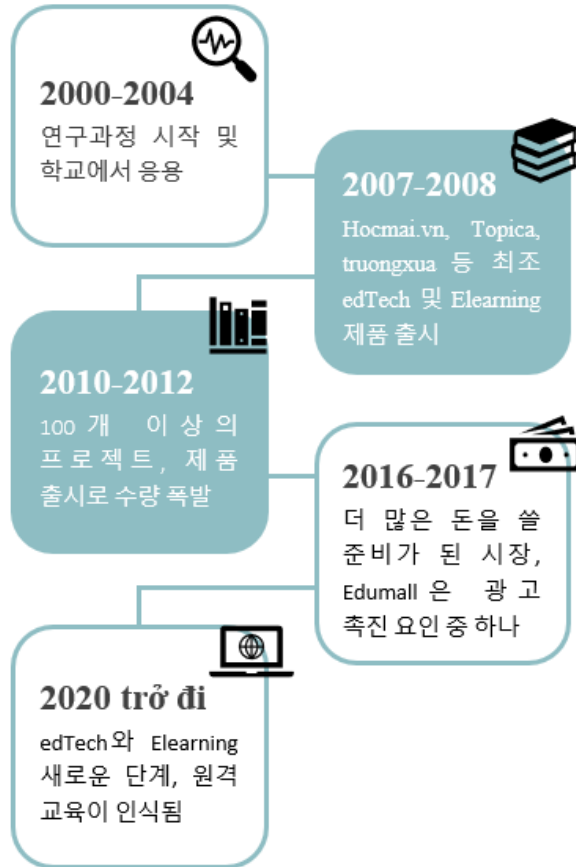 2000-2004
연구과정 시작 및
학교에서 응용
2007-2008
Hocmai.vn, Topica,
truongxua 등 최조
edTech 및 Elearning
제품 출시
2010-2012
100 개 이상의
프로젝트, 제품
출시로 수량 폭발
2016-2017
더 많은 돈을 쓸
준비가 된 시장,
Edumall 은 광고
촉진 요인 중 하나
2020 trở đi
edTech와 Elearning
새로운 단계, 원격
교육이 인식됨